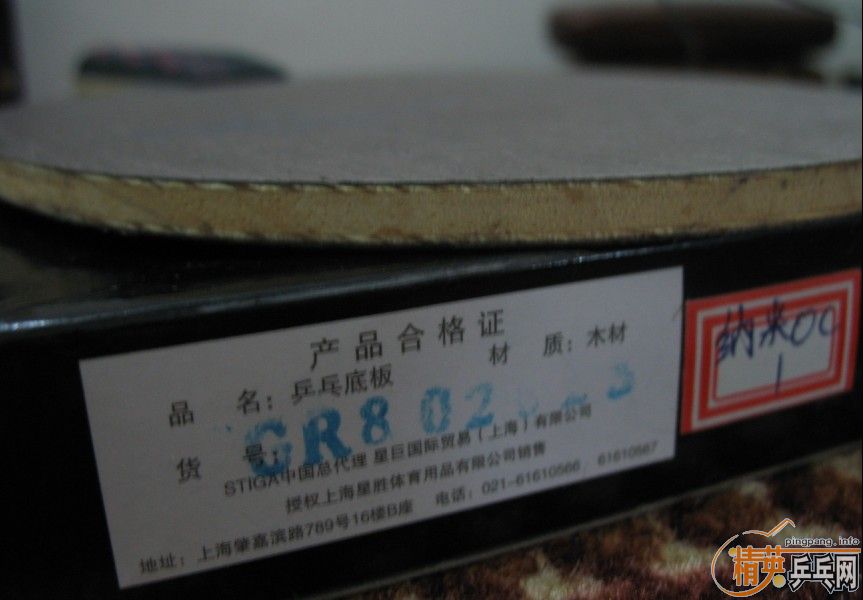 产品合格证
品 名：乒乓底板 材 质：木材
货 号：GR802
STIGA中国总代理 星巨国际贸易（上海）有限公司
授权上海星胜体育用品有限公司销售
地址：上海肇嘉滨路789号16楼B座 电话：021-61610566、61610567
纳米OC
1
pingpang.info
精英乒乓网